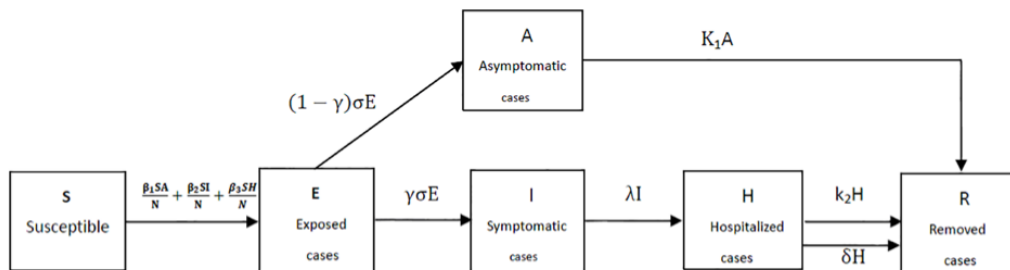 A
Asymptomatic
cases
K₁A
(1 − γ)σE
S
Susceptible
β₁SA/N + β₂SI/N + β₃SH/N
E
Exposed
cases
γσE
I
Symptomatic
cases
λI
H
Hospitalized
cases
k₂H
δH
R
Removed
cases